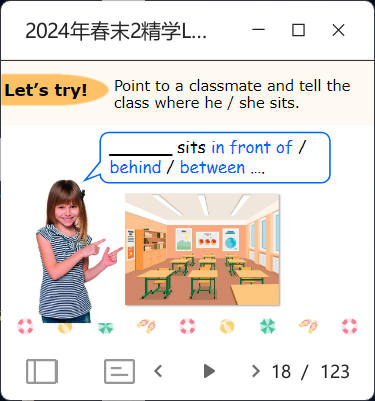 2024年春末2精学L...
Let's try!
Point to a classmate and tell the
class where he / she sits.
_______ sits in front of /
behind / between ....
18 / 123